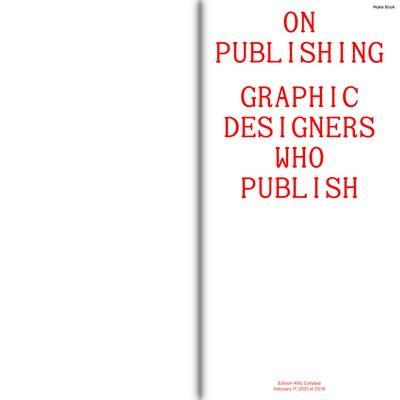 Make Book
ON
PUBLISHING
GRAPHIC
DESIGNERS
WHO
PUBLISH
Edition 400, Collated
February 17, 2021 at 23:18